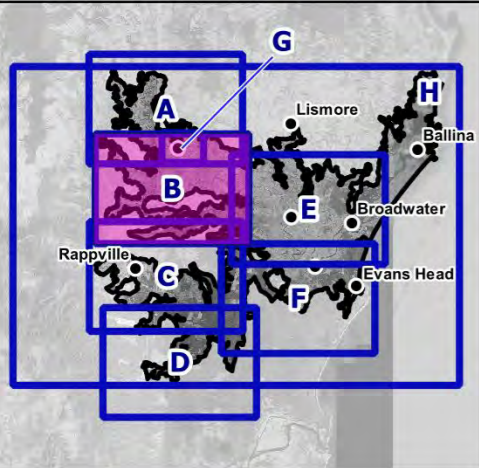 G
A
H
Lismore
Ballina
B
E
Broadwater
Rappville
C
Evans Head
F
D